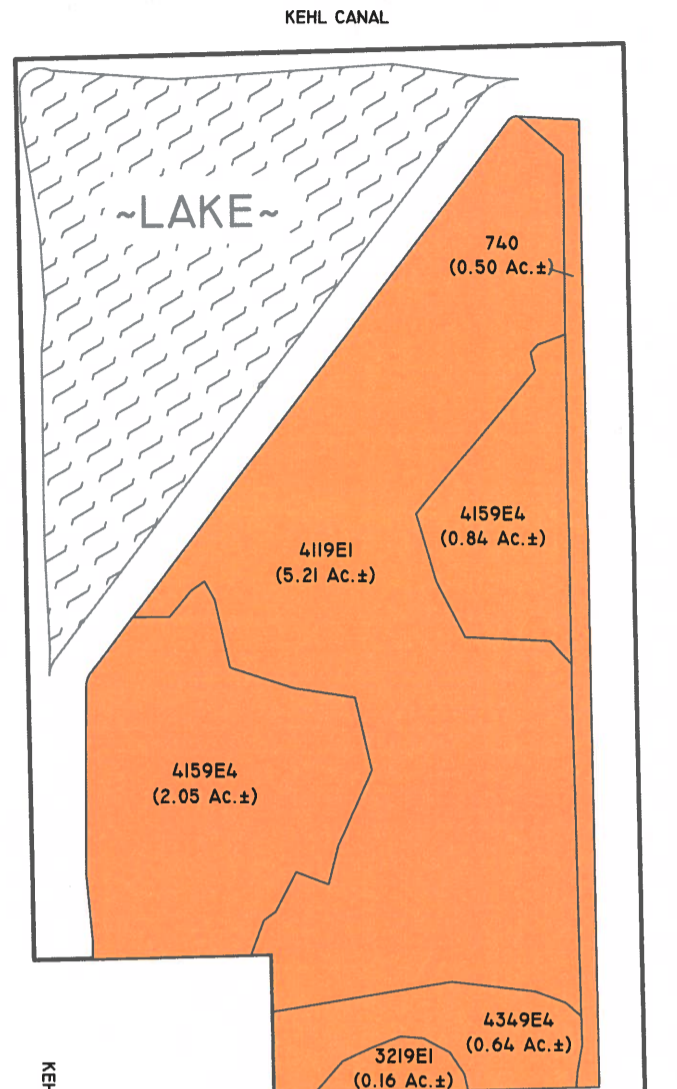 KEHL CANAL
~LAKE~
740
(0.50 Ac.±)
4159E4
(0.84 Ac.±)
4119E1
(5.21 Ac.±)
4159E4
(2.05 Ac.±)
4349E4
(0.64 Ac.±)
3219E1
(0.16 Ac.±)